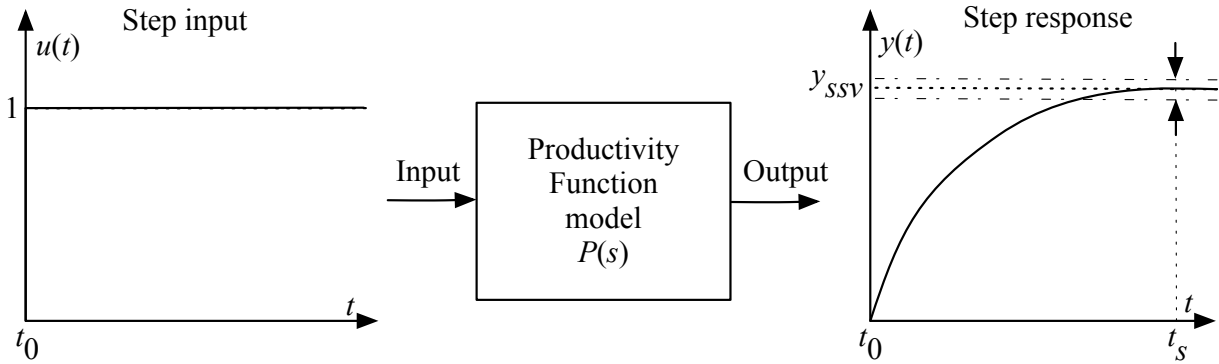 Step input
u(t)
1
t
t0
Input
Productivity
Function
model
P(s)
Output
Step response
y(t)
yssv
t
t0
ts